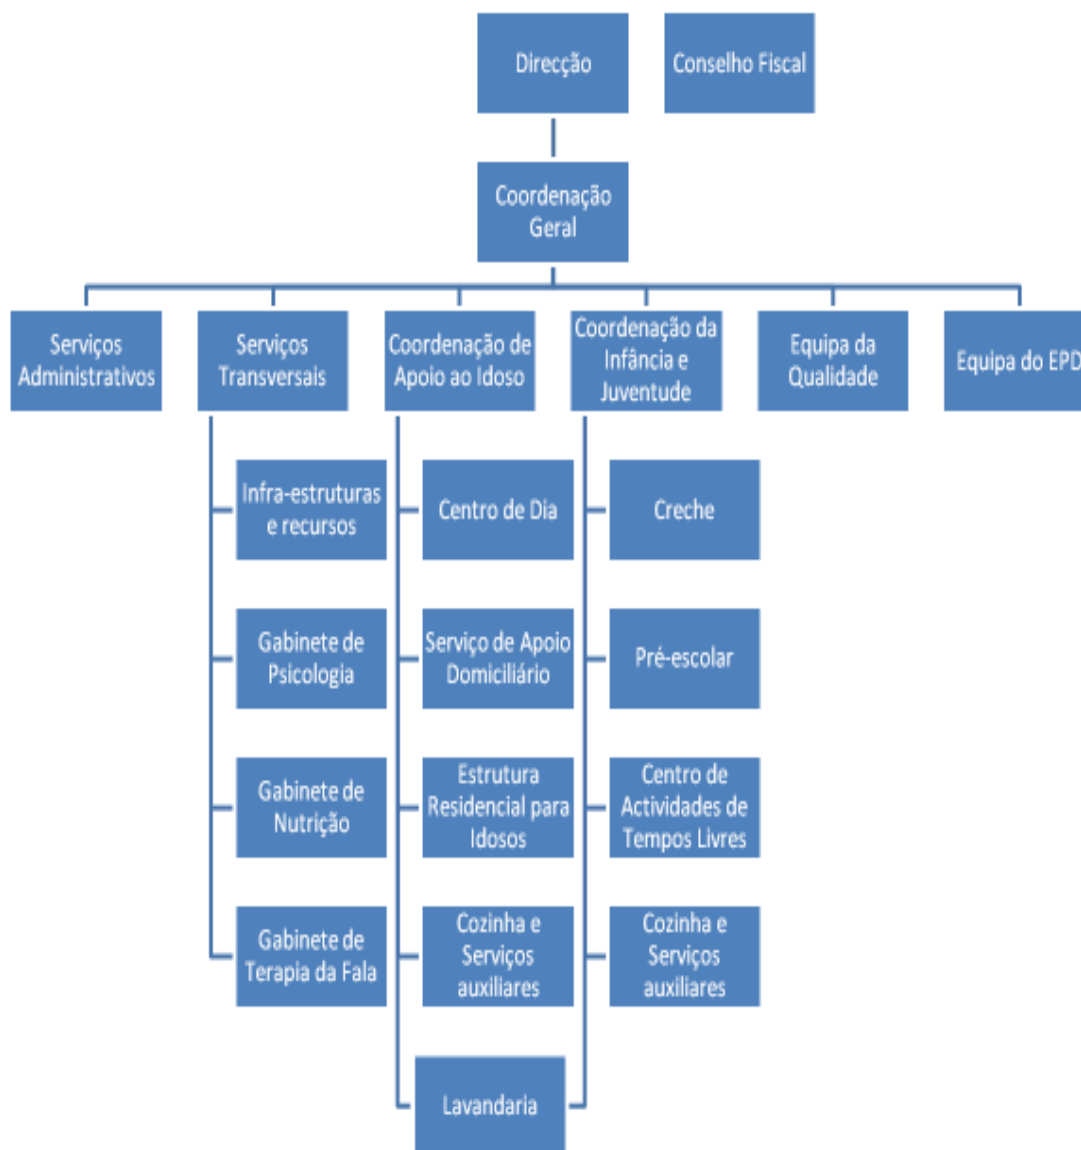 Direcção
Conselho Fiscal
Coordenação
Geral
Serviços
Administrativos
Serviços
Transversais
Coordenação de
Apoio ao Idoso
Coordenação da
Infância e
Juventude
Equipa da
Qualidade
Equipa do EPD
Infra-estruturas
e recursos
Centro de Dia
Creche
Gabinete de
Psicologia
Serviço de Apoio
Domiciliário
Pré-escolar
Gabinete de
Nutrição
Estrutura
Residencial para
Idosos
Centro de
Actividades de
Tempos Livres
Gabinete de
Terapia da Fala
Cozinha e
Serviços
auxiliares
Cozinha e
Serviços
auxiliares
Lavandaria